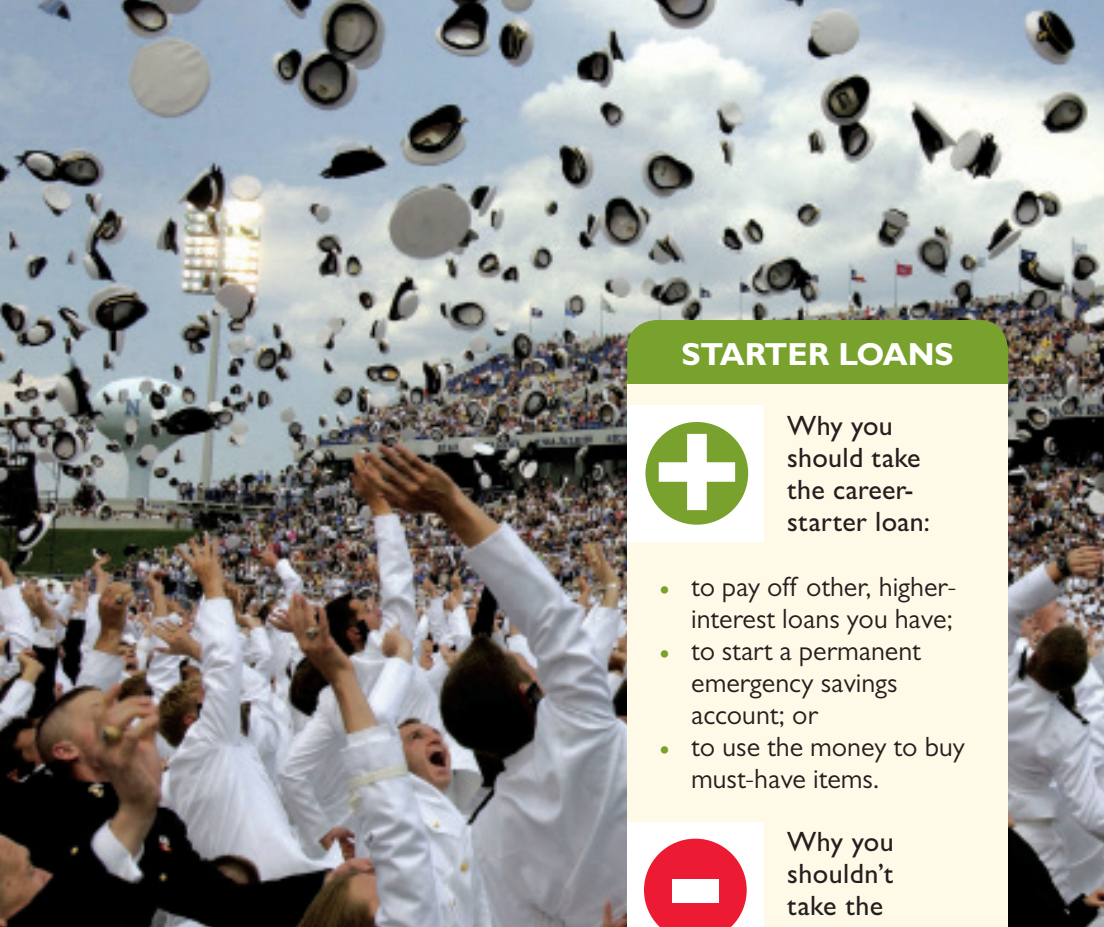 N
STARTER LOANS
Why you
should take
the career-
starter loan:
• to pay off other, higher-
interest loans you have;
• to start a permanent
emergency savings
account; or
• to use the money to buy
must-have items.
Why you
shouldn’t
take the